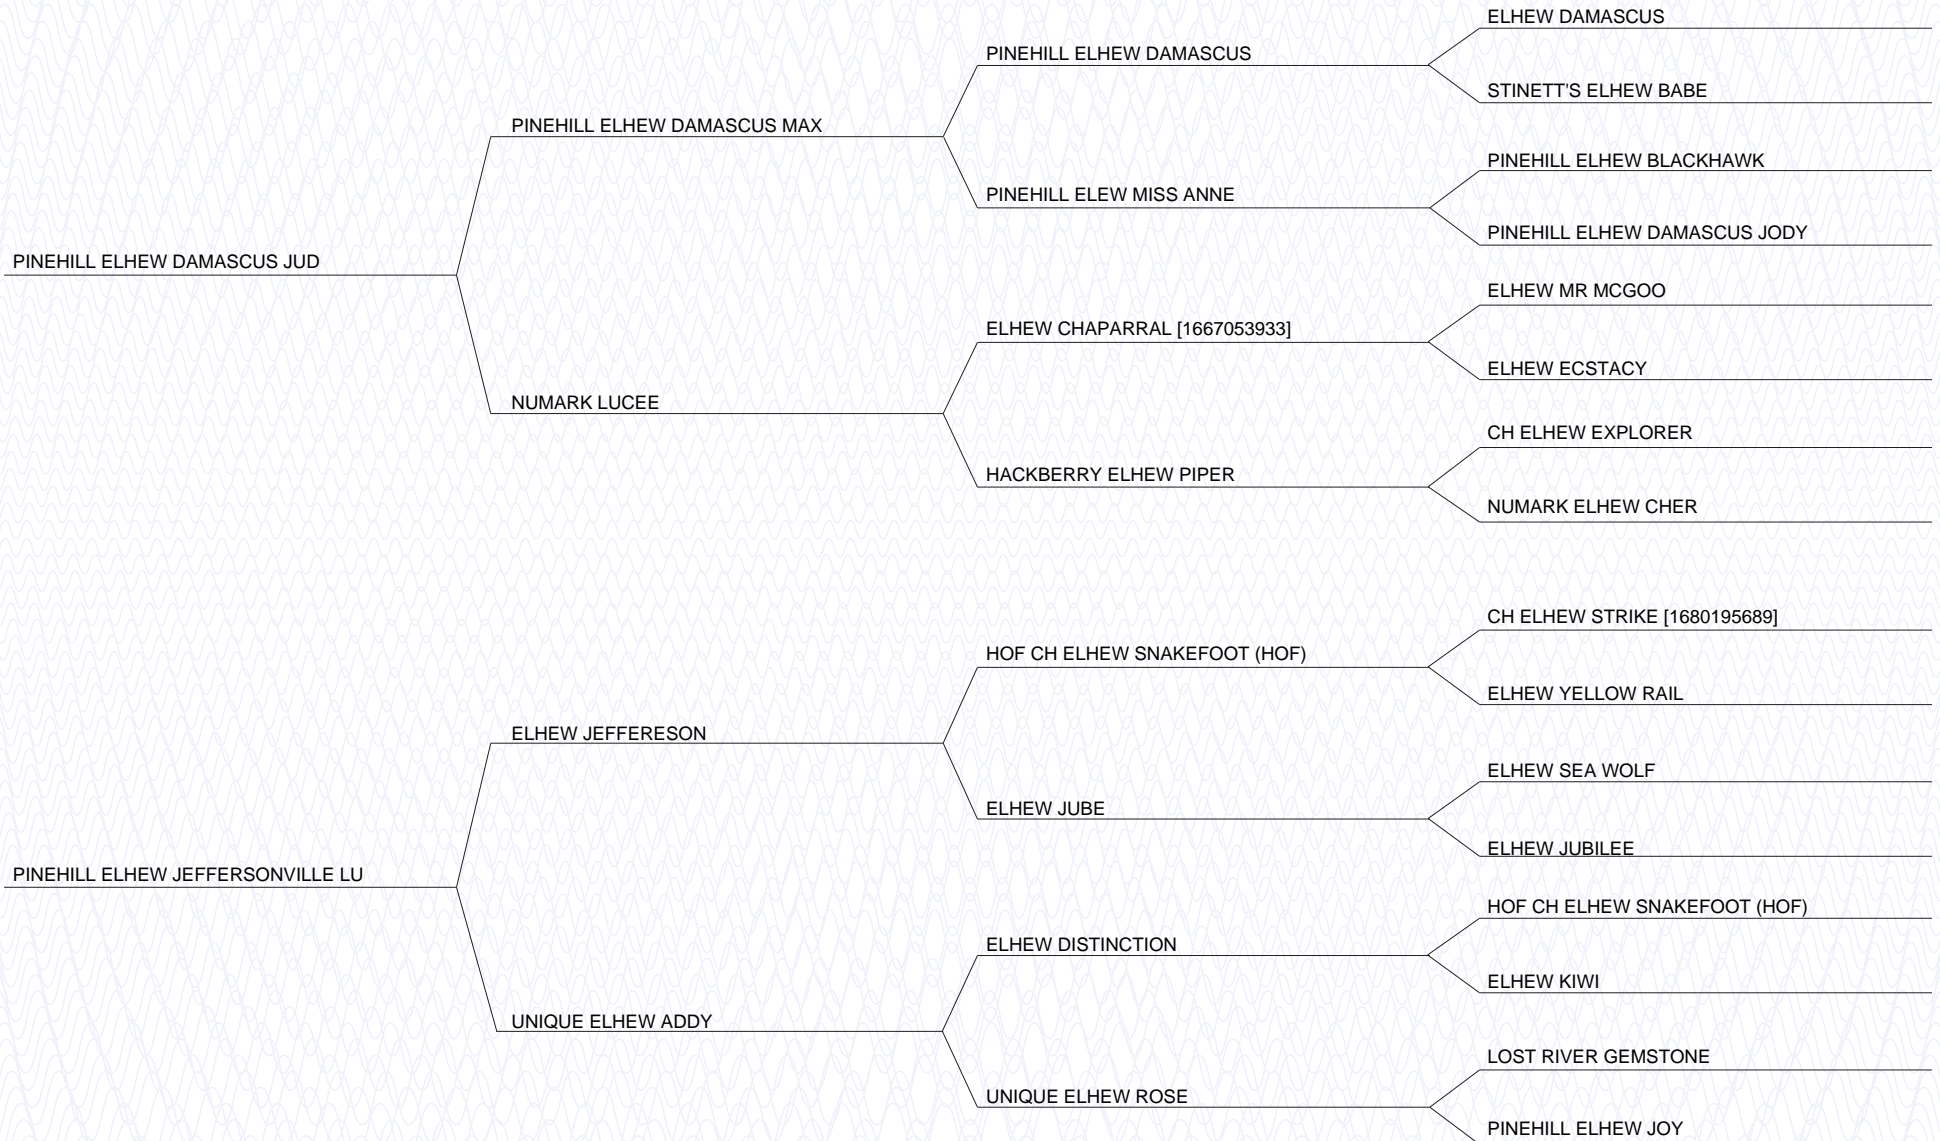 ELHEW DAMASCUS
PINEHILL ELHEW DAMASCUS
STINETT'S ELHEW BABE
PINEHILL ELHEW DAMASCUS MAX
PINEHILL ELHEW BLACKHAWK
PINEHILL ELEW MISS ANNE
PINEHILL ELHEW DAMASCUS JODY
PINEHILL ELHEW DAMASCUS JUD
ELHEW MR MCGOO
ELHEW CHAPARRAL [1667053933]
ELHEW ECSTACY
NUMARK LUCEE
CH ELHEW EXPLORER
HACKBERRY ELHEW PIPER
NUMARK ELHEW CHER
CH ELHEW STRIKE [1680195689]
HOF CH ELHEW SNAKEFOOT (HOF)
ELHEW YELLOW RAIL
ELHEW JEFFERESON
ELHEW SEA WOLF
ELHEW JUBE
ELHEW JUBILEE
PINEHILL ELHEW JEFFERSONVILLE LU
HOF CH ELHEW SNAKEFOOT (HOF)
ELHEW DISTINCTION
ELHEW KIWI
UNIQUE ELHEW ADDY
LOST RIVER GEMSTONE
UNIQUE ELHEW ROSE
PINEHILL ELHEW JOY